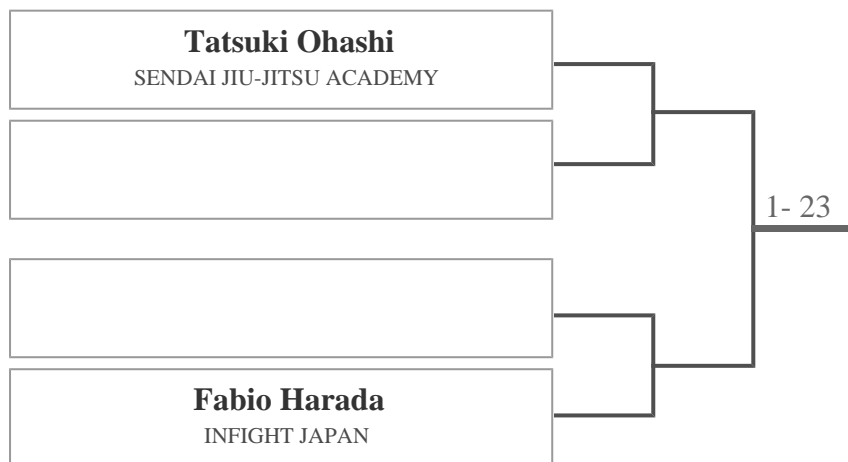 Tatsuki Ohashi
SENDAI JIU-JITSU ACADEMY
1- 23
Fabio Harada
INFIGHT JAPAN